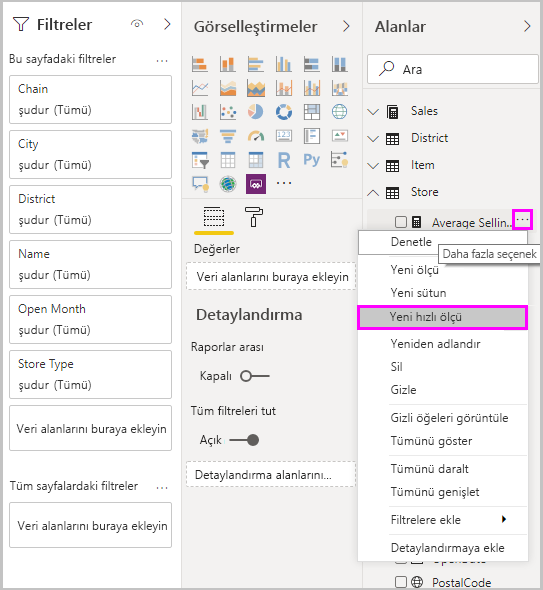 Filtreler
Bu sayfadaki filtreler ...
Chain
şudur (Tümü)
City
şudur (Tümü)
District
şudur (Tümü)
Name
şudur (Tümü)
Open Month
şudur (Tümü)
Store Type
şudur (Tümü)
Veri alanlarını buraya ekleyin
Tüm sayfalardaki filtreler ...
Veri alanlarını buraya ekleyin
Görselleştirmeler
123
R Py
...
Değerler
Veri alanlarını buraya ekleyin
Detaylandırma
Raporlar arası
Kapalı
Tüm filtreleri tut
Açık
Detaylandırma alanlarını...
Alanlar
Ara
Sales
District
Item
Store
Average Sellin... ...
Denetle
Daha fazla seçenek
Yeni ölçü
Yeni sütun
Yeni hızlı ölçü
Yeniden adlandır
Sil
Gizle
Gizli öğeleri görüntüle
Tümünü göster
Tümünü daralt
Tümünü genişlet
Filtrelere ekle
Detaylandırmaya ekle
OpenDate
PostalCode